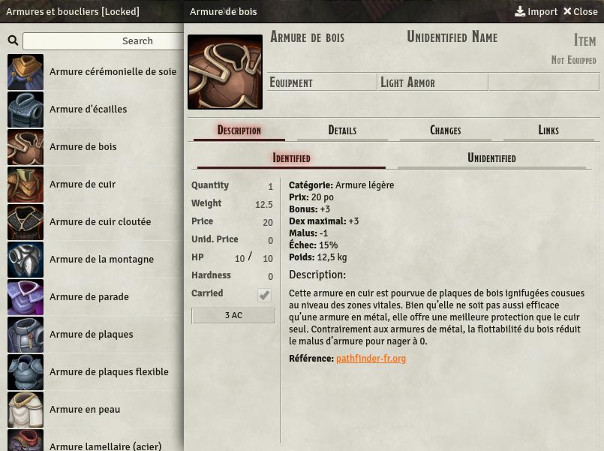 Armures et boucliers [Locked]
Search
Armure cérémonielle de soie
Armure d'écailles
Armure de bois
Armure de cuir
Armure de cuir cloutée
Armure de la montagne
Armure de parade
Armure de plaques
Armure de plaques flexible
Armure en peau
Armure lamellaire (acier)
Armure de bois
Import
Close
Armure de bois
Unidentified Name
Item
Not Equipped
Equipment
Light Armor
Description
Details
Changes
Links
Identified
Unidentified
Quantity 1
Weight 12.5
Price 20
Unid. Price 0
HP 10 / 10
Hardness 0
Carried
3 AC
Catégorie: Armure légère
Prix: 20 po
Bonus: +3
Dex maximal: +3
Malus: -1
Échec: 15%
Poids: 12,5 kg
Description:
Cette armure en cuir est pourvue de plaques de bois ignifugées cousues
au niveau des zones vitales. Bien qu'elle ne soit pas aussi efficace
qu'une armure en métal, elle offre une meilleure protection que le cuir
seul. Contrairement aux armures de métal, la flottabilité du bois réduit
le malus d'armure pour nager à 0.
Référence: pathfinder-fr.org